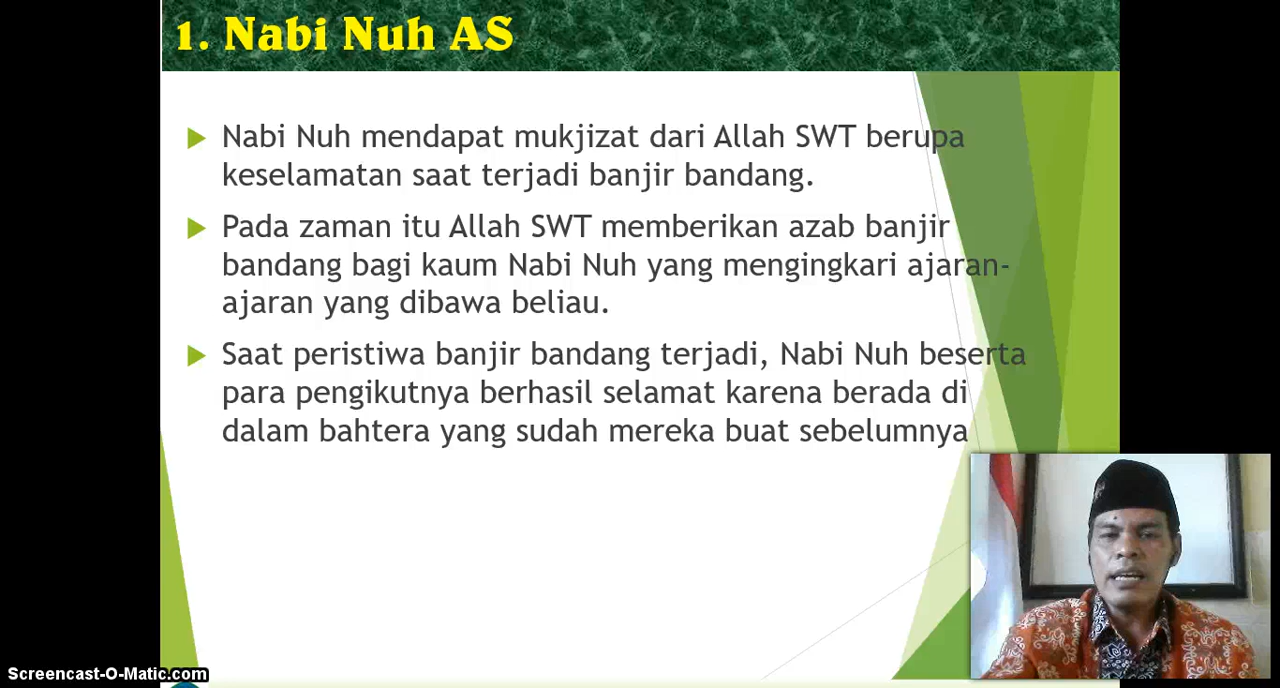 1. Nabi Nuh AS
Nabi Nuh mendapat mukjizat dari Allah SWT berupa
keselamatan saat terjadi banjir bandang.
Pada zaman itu Allah SWT memberikan azab banjir
bandang bagi kaum Nabi Nuh yang mengingkari ajaran-
ajaran yang dibawa beliau.
Saat peristiwa banjir bandang terjadi, Nabi Nuh beserta
para pengikutnya berhasil selamat karena berada di
dalam bahtera yang sudah mereka buat sebelumnya
Screencast-O-Matic.com